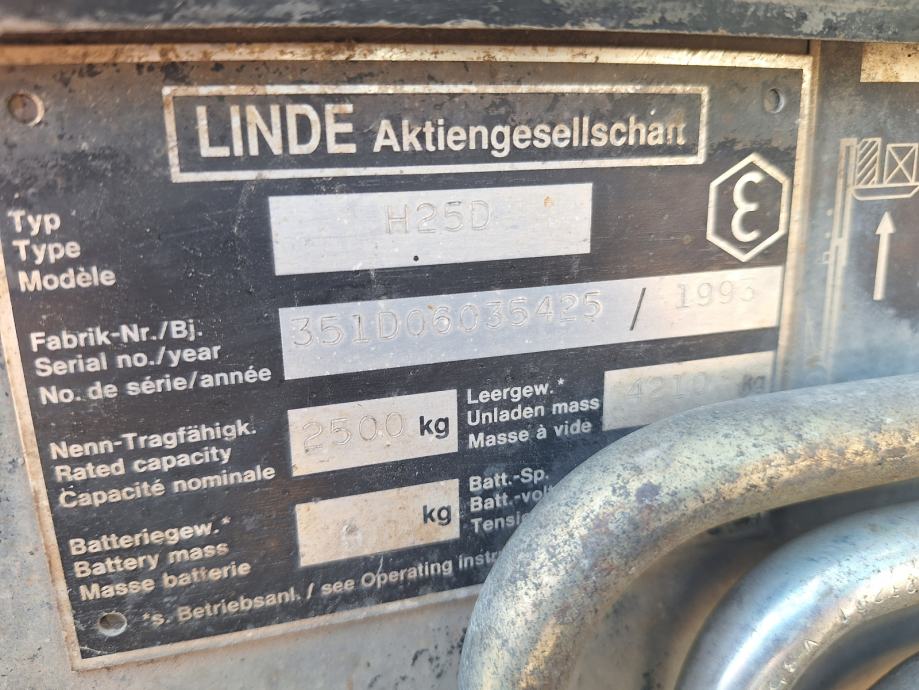 LINDE Aktiengesellschaft
Typ
Type
Modèle
H25D
Fabrik-Nr./Bj.
Serial no./year
No. de série/année
351D06035425 / 1995
Nenn-Tragfähigk.
Rated capacity
Capacité nominale
2500 kg
Leergew.*
Unladen mass
Masse à vide
4210 kg
Batteriegew.*
Battery mass
Masse batterie
kg
Batt.-Sp.
*s. Betriebsanl. / see Operating